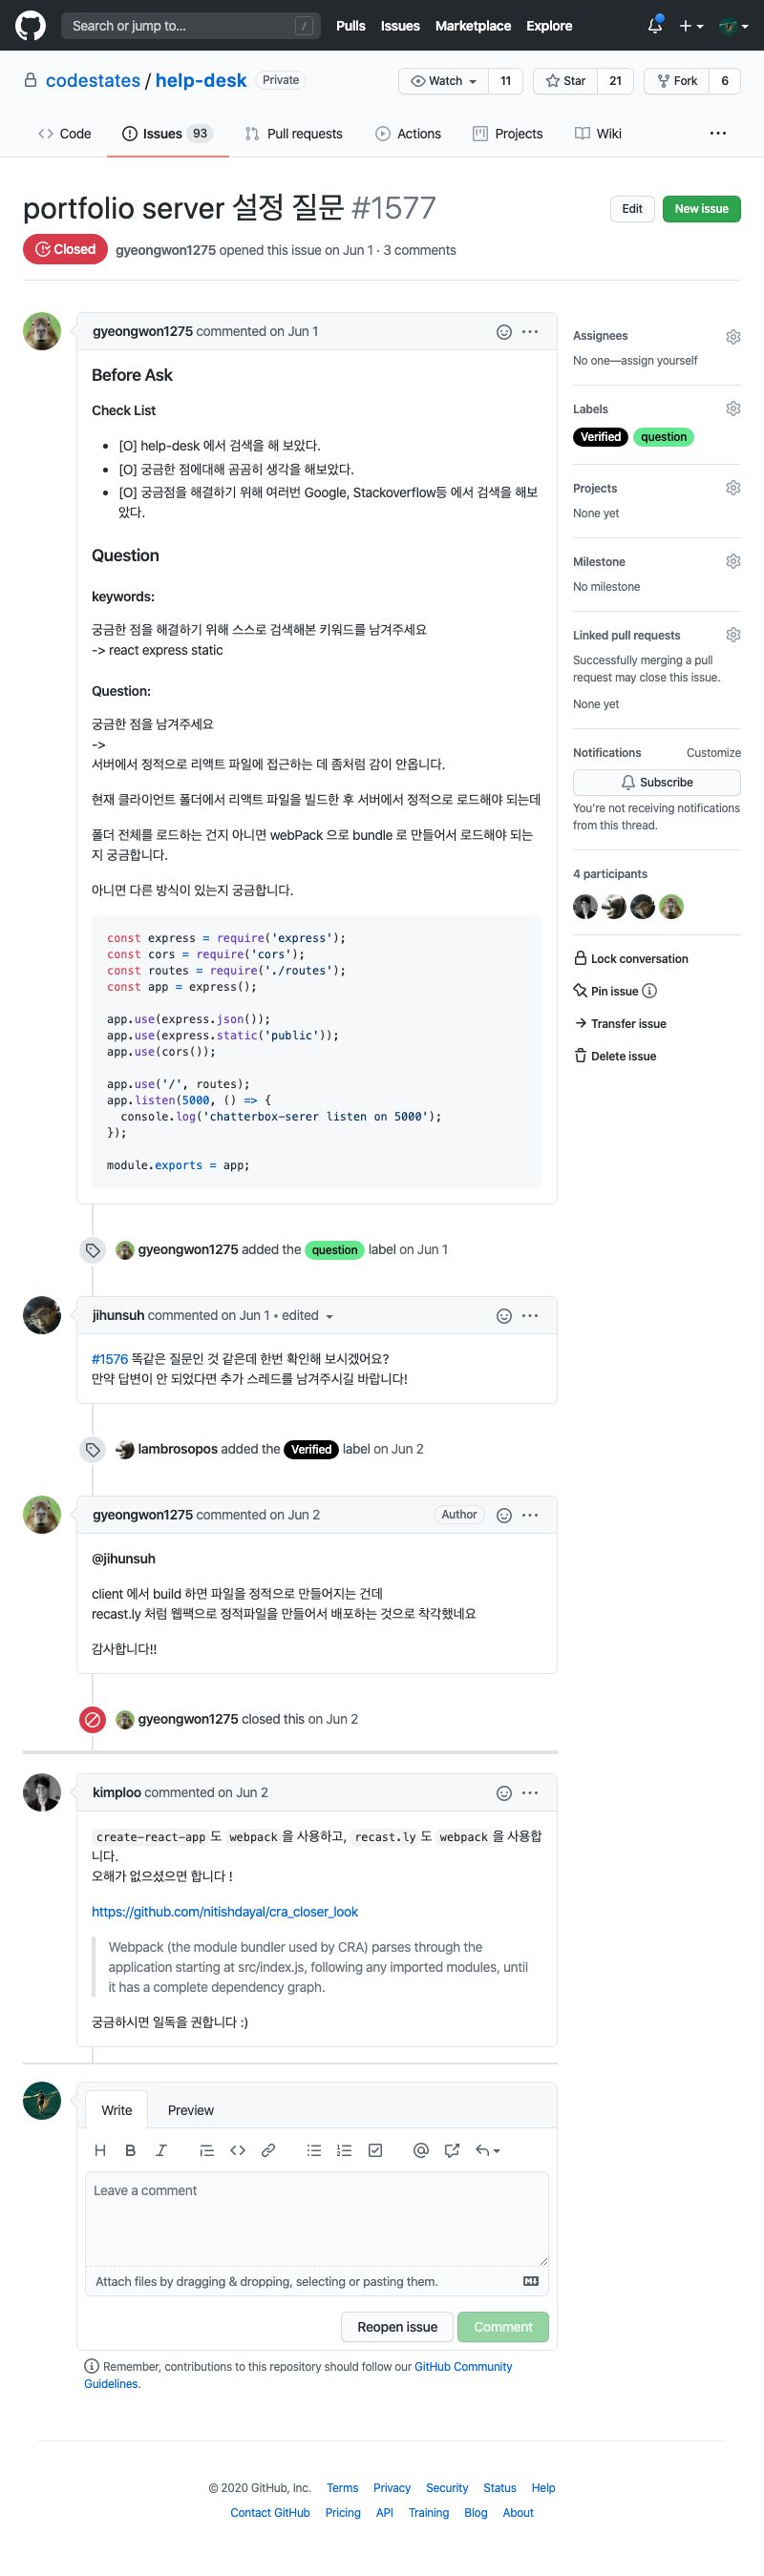 Search or jump to...
/
Pulls Issues Marketplace Explore
codestates / help-desk Private
Watch 11 Star 21 Fork 6
Code Issues 93 Pull requests Actions Projects Wiki
portfolio server 설정 질문 #1577
Edit New issue
Closed gyeongwon1275 opened this issue on Jun 1 · 3 comments
gyeongwon1275 commented on Jun 1
Before Ask
Check List
• [O] help-desk 에서 검색을 해 보았다.
• [O] 궁금한 점에대해 곰곰히 생각을 해보았다.
• [O] 궁금점을 해결하기 위해 여러번 Google, Stackoverflow등 에서 검색을 해보
았다.
Question
keywords:
궁금한 점을 해결하기 위해 스스로 검색해본 키워드를 남겨주세요
-> react express static
Question:
궁금한 점을 남겨주세요
->
서버에서 정적으로 리액트 파일에 접근하는 데 좀처럼 감이 안옵니다.
현재 클라이언트 폴더에서 리액트 파일을 빌드한 후 서버에서 정적으로 로드해야 되는데
폴더 전체를 로드하는 건지 아니면 webPack 으로 bundle 로 만들어서 로드해야 되는
지 궁금합니다.
아니면 다른 방식이 있는지 궁금합니다.
const express = require('express');
const cors = require('cors');
const routes = require('./routes');
const app = express();
app.use(express.json());
app.use(express.static('public'));
app.use(cors());
app.use('/', routes);
app.listen(5000, () => {
console.log('chatterbox-serer listen on 5000');
});
module.exports = app;
gyeongwon1275 added the question label on Jun 1
jihunsuh commented on Jun 1 • edited
#1576 똑같은 질문인 것 같은데 한번 확인해 보시겠어요?
만약 답변이 안 되었다면 추가 스레드를 남겨주시길 바랍니다!
lambrosopos added the Verified label on Jun 2
gyeongwon1275 commented on Jun 2 Author
@jihunsuh
client 에서 build 하면 파일을 정적으로 만들어지는 건데
recast.ly 처럼 웹팩으로 정적파일을 만들어서 배포하는 것으로 착각했네요
감사합니다!!
gyeongwon1275 closed this on Jun 2
kimploo commented on Jun 2
create-react-app 도 webpack 을 사용하고, recast.ly 도 webpack 을 사용합
니다.
오해가 없으셨으면 합니다 !
https://github.com/nitishdayal/cra_closer_look
Webpack (the module bundler used by CRA) parses through the
application starting at src/index.js, following any imported modules, until
it has a complete dependency graph.
궁금하시면 일독을 권합니다 :)
Write Preview
H B I
Leave a comment
Attach files by dragging & dropping, selecting or pasting them.
Reopen issue Comment
Remember, contributions to this repository should follow our GitHub Community
Guidelines.
Assignees
No one—assign yourself
Labels
Verified question
Projects
None yet
Milestone
No milestone
Linked pull requests
Successfully merging a pull
request may close this issue.
None yet
Notifications Customize
Subscribe
You're not receiving notifications
from this thread.
4 participants
Lock conversation
Pin issue
Transfer issue
Delete issue
© 2020 GitHub, Inc. Terms Privacy Security Status Help
Contact GitHub Pricing API Training Blog About